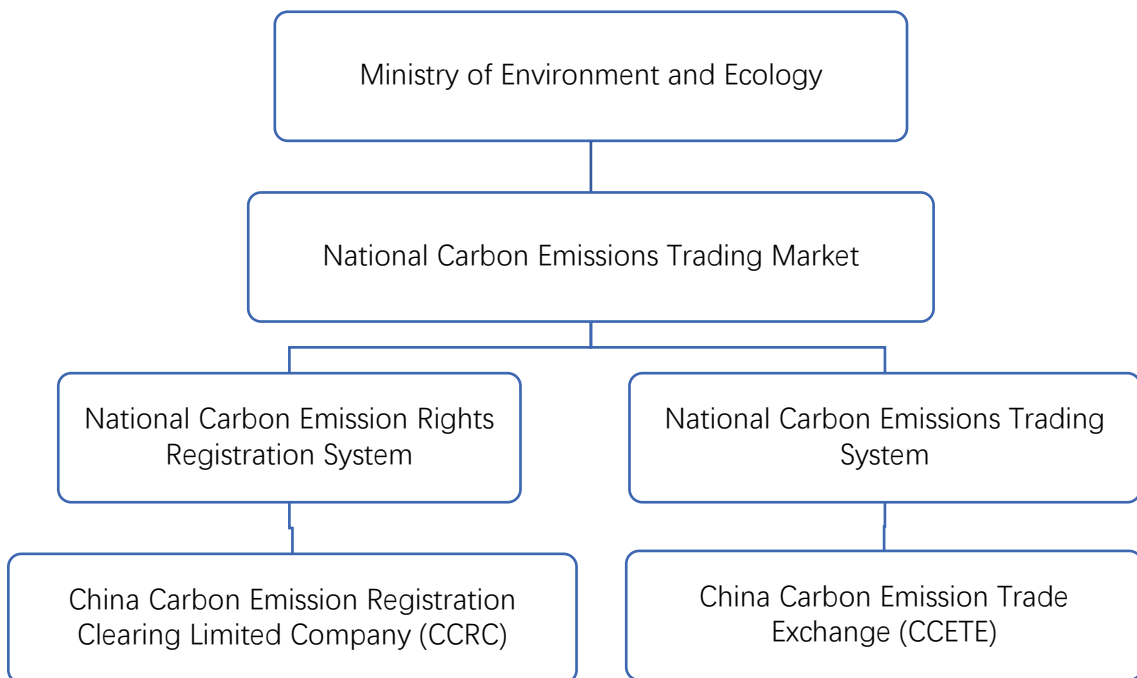 Ministry of Environment and Ecology
National Carbon Emissions Trading Market
National Carbon Emission Rights
Registration System
National Carbon Emissions Trading
System
China Carbon Emission Registration
Clearing Limited Company (CCRC)
China Carbon Emission Trade
Exchange (CCETE)